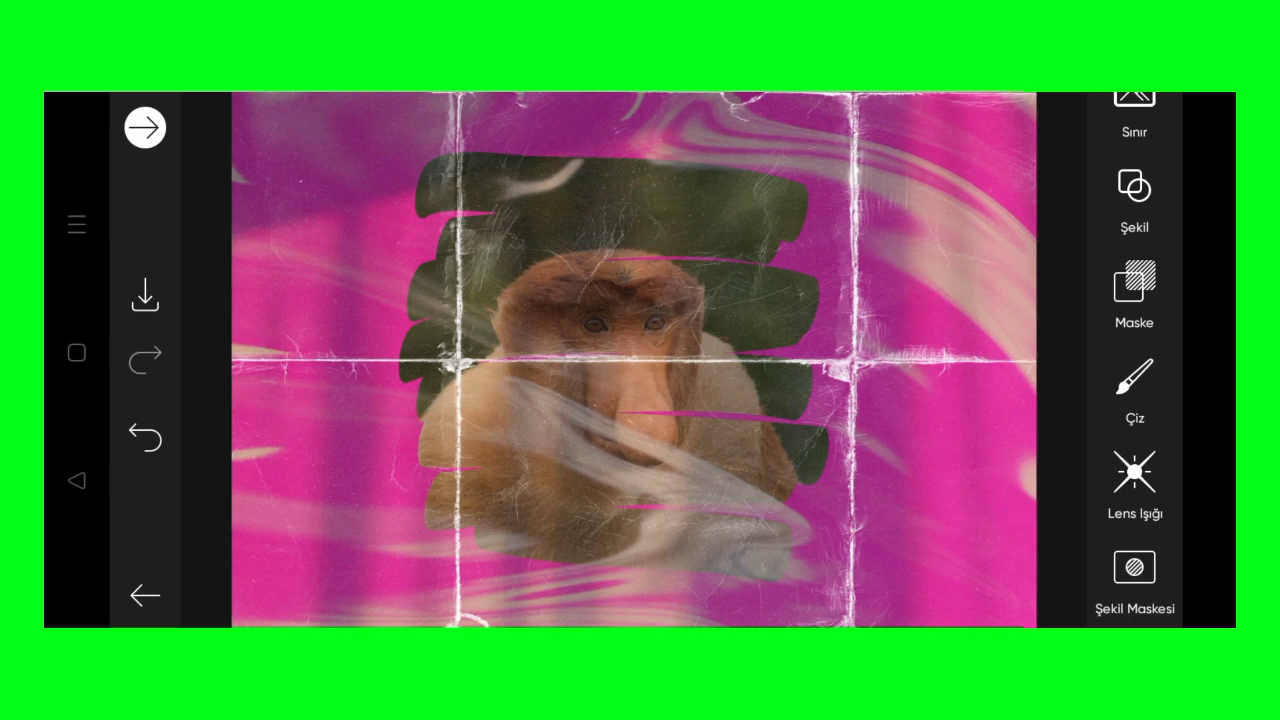 Sınır
Şekil
Maske
Çiz
Lens Işığı
Şekil Maskesi